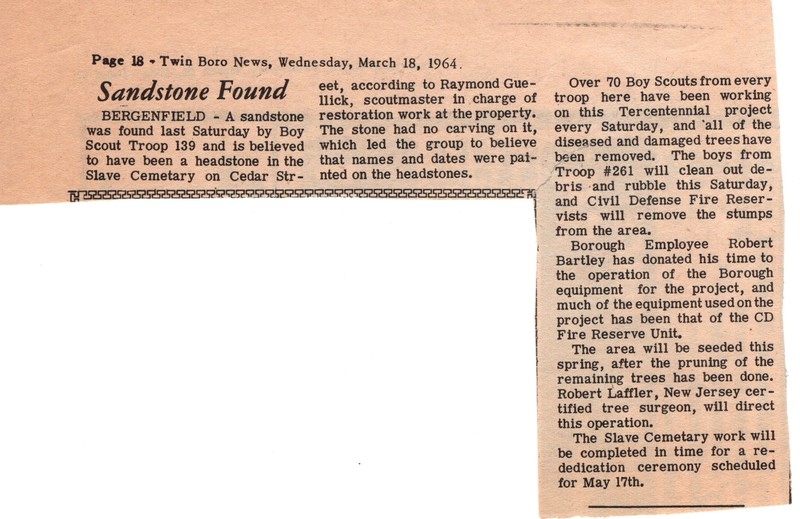 Page 18 • Twin Boro News, Wednesday, March 18, 1964.
Sandstone Found
BERGENFIELD - A sandstone
was found last Saturday by Boy
Scout Troop 139 and is believed
to have been a headstone in the
Slave Cemetary on Cedar Str-
eet, according to Raymond Gue-
llick, scoutmaster in charge of
restoration work at the property.
The stone had no carving on it,
which led the group to believe
that names and dates were pai-
nted on the headstones.
Over 70 Boy Scouts from every
troop here have been working
on this Tercentennial project
every Saturday, and all of the
diseased and damaged trees have
been removed. The boys from
Troop #261 will clean out de-
bris and rubble this Saturday,
and Civil Defense Fire Reser-
vists will remove the stumps
from the area.
Borough Employee Robert
Bartley has donated his time to
the operation of the Borough
equipment for the project, and
much of the equipment used on the
project has been that of the CD
Fire Reserve Unit.
The area will be seeded this
spring, after the pruning of the
remaining trees has been done.
Robert Laffler, New Jersey cer-
tified tree surgeon, will direct
this operation.
The Slave Cemetary work will
be completed in time for a re-
dedication ceremony scheduled
for May 17th.